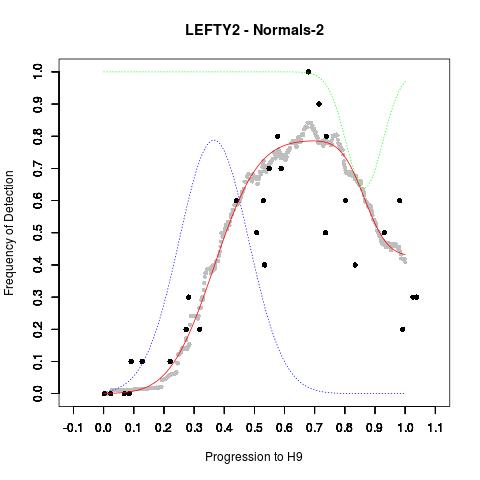 LEFTY2 - Normals-2
Frequency of Detection
1.0
0.9
0.8
0.7
0.6
0.5
0.4
0.3
0.2
0.1
0.0
-0.1 0.0 0.1 0.2 0.3 0.4 0.5 0.6 0.7 0.8 0.9 1.0 1.1
Progression to H9